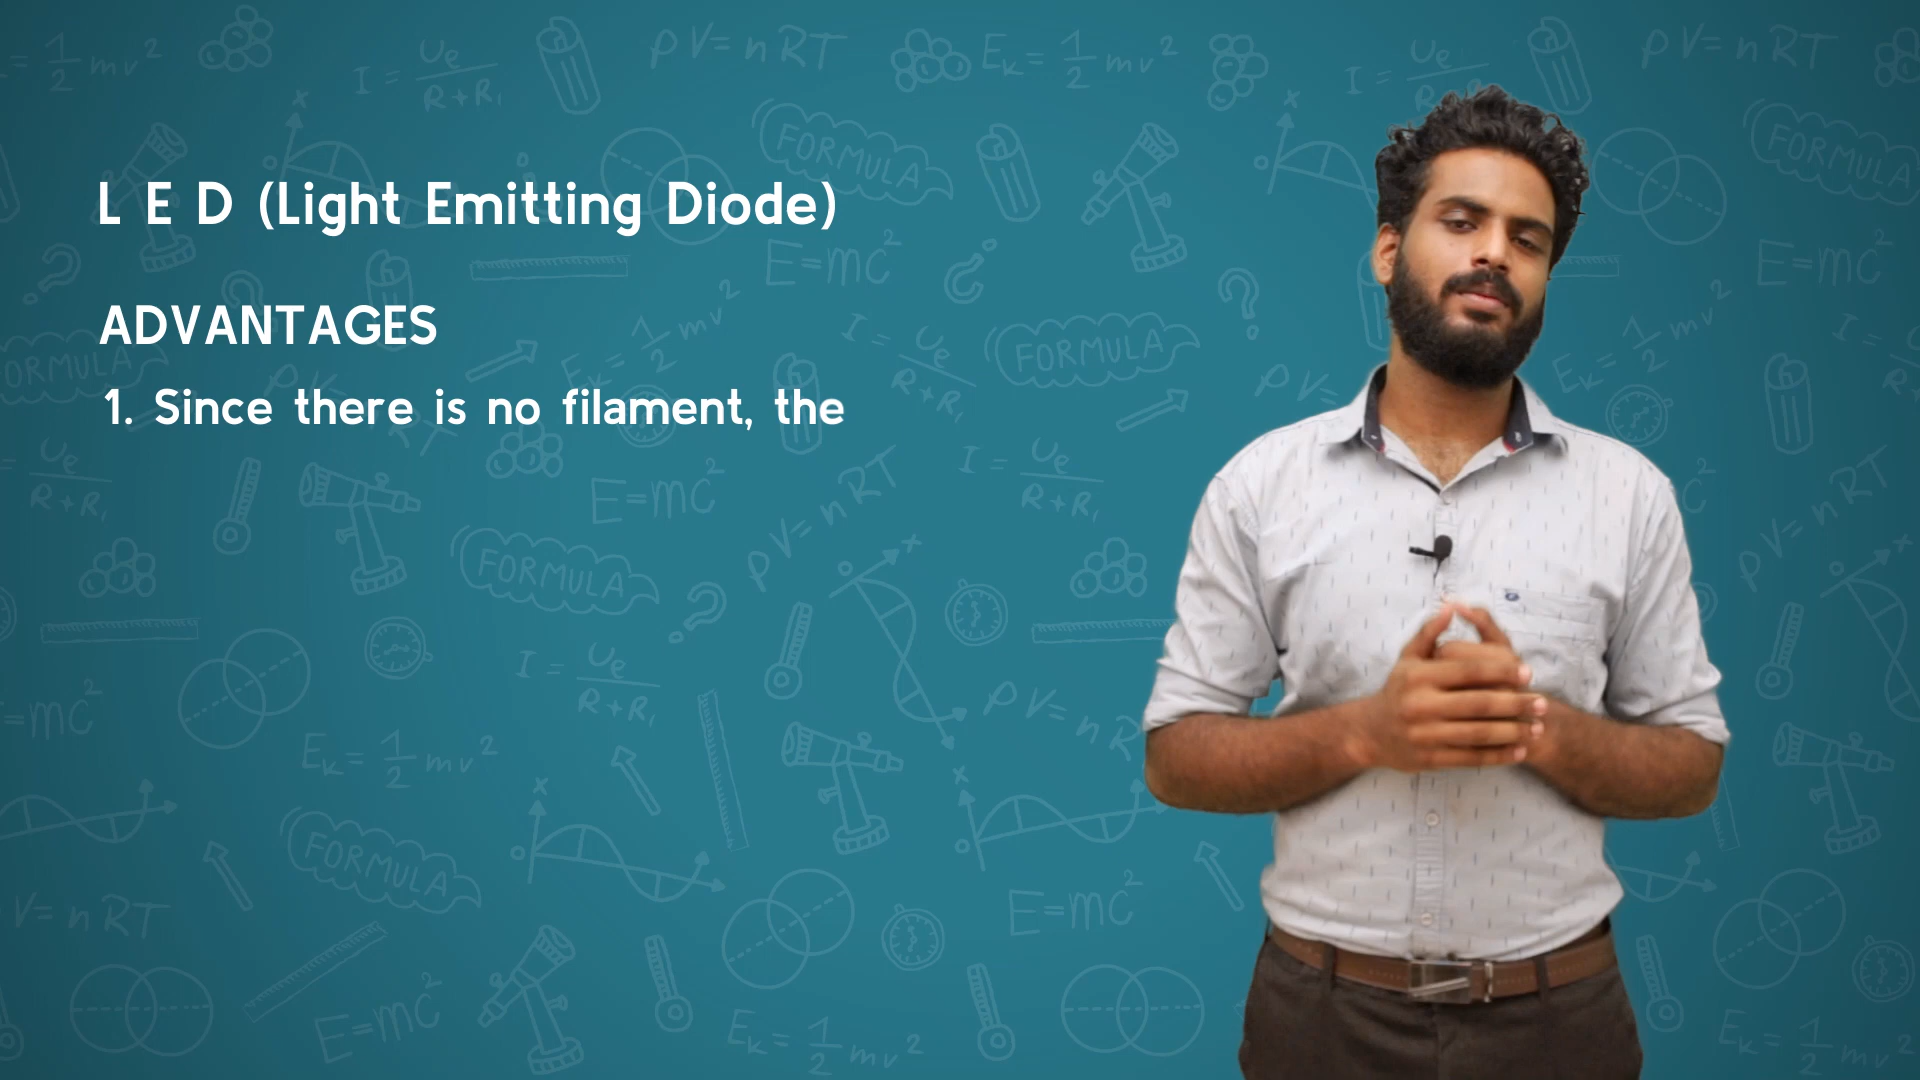 L E D (Light Emitting Diode)
ADVANTAGES
1. Since there is no filament, the